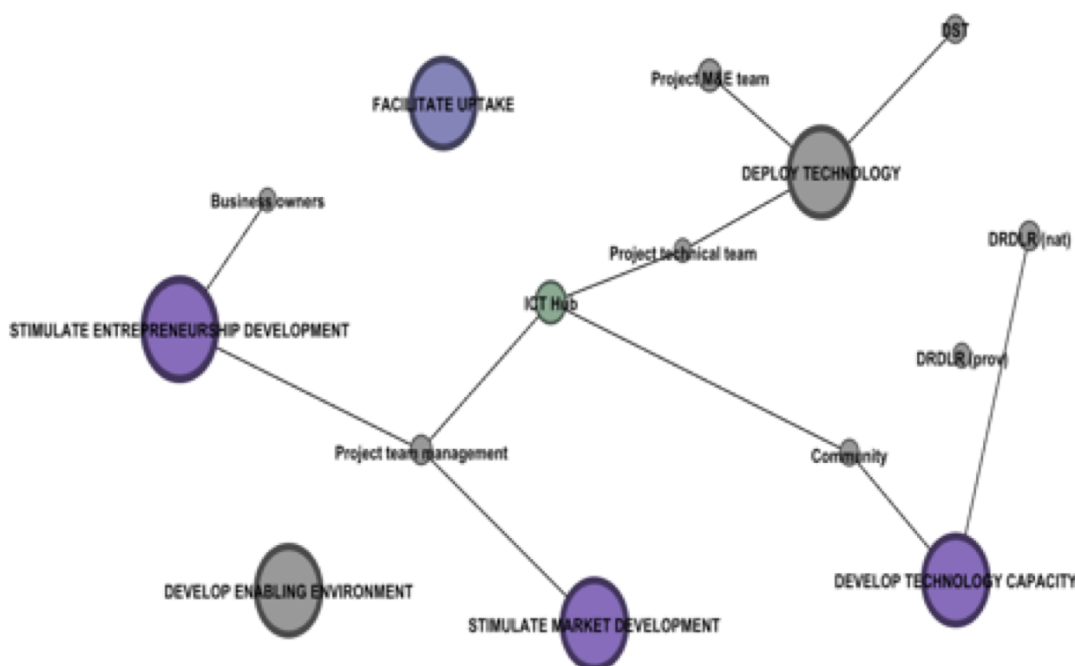 DST
Project M&E team
FACILITATE UPTAKE
DEPLOY TECHNOLOGY
Business owners
DRDLR (nat)
Project technical team
ICT Hub
STIMULATE ENTREPRENEURSHIP DEVELOPMENT
DRDLR (prov)
Project team management
Community
DEVELOP TECHNOLOGY CAPACITY
DEVELOP ENABLING ENVIRONMENT
STIMULATE MARKET DEVELOPMENT